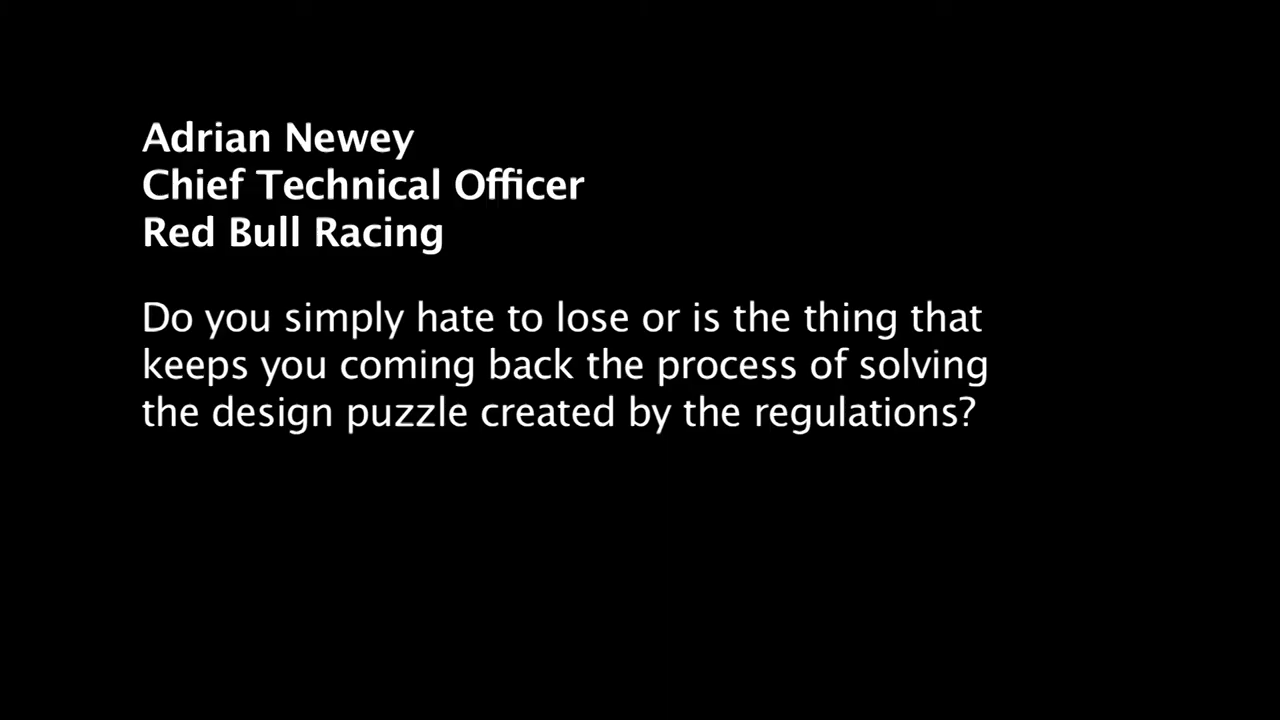 Adrian Newey
Chief Technical Officer
Red Bull Racing
Do you simply hate to lose or is the thing that
keeps you coming back the process of solving
the design puzzle created by the regulations?